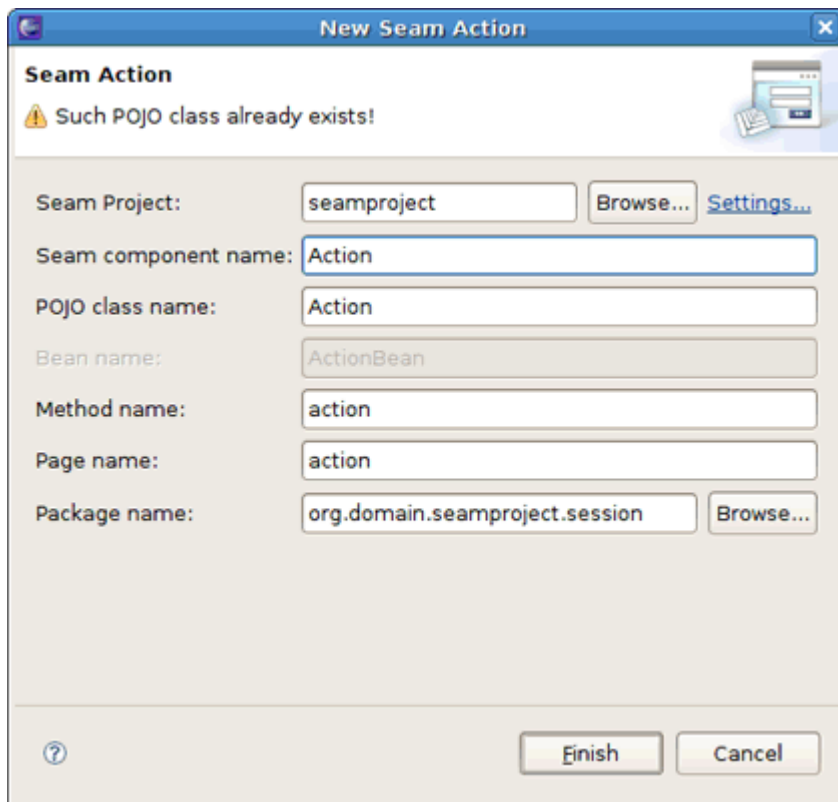 New Seam Action
Seam Action
Such POJO class already exists!
Seam Project: seamproject Browse... Settings...
Seam component name: Action
POJO class name: Action
Bean name: ActionBean
Method name: action
Page name: action
Package name: org.domain.seamproject.session Browse...
? Finish Cancel